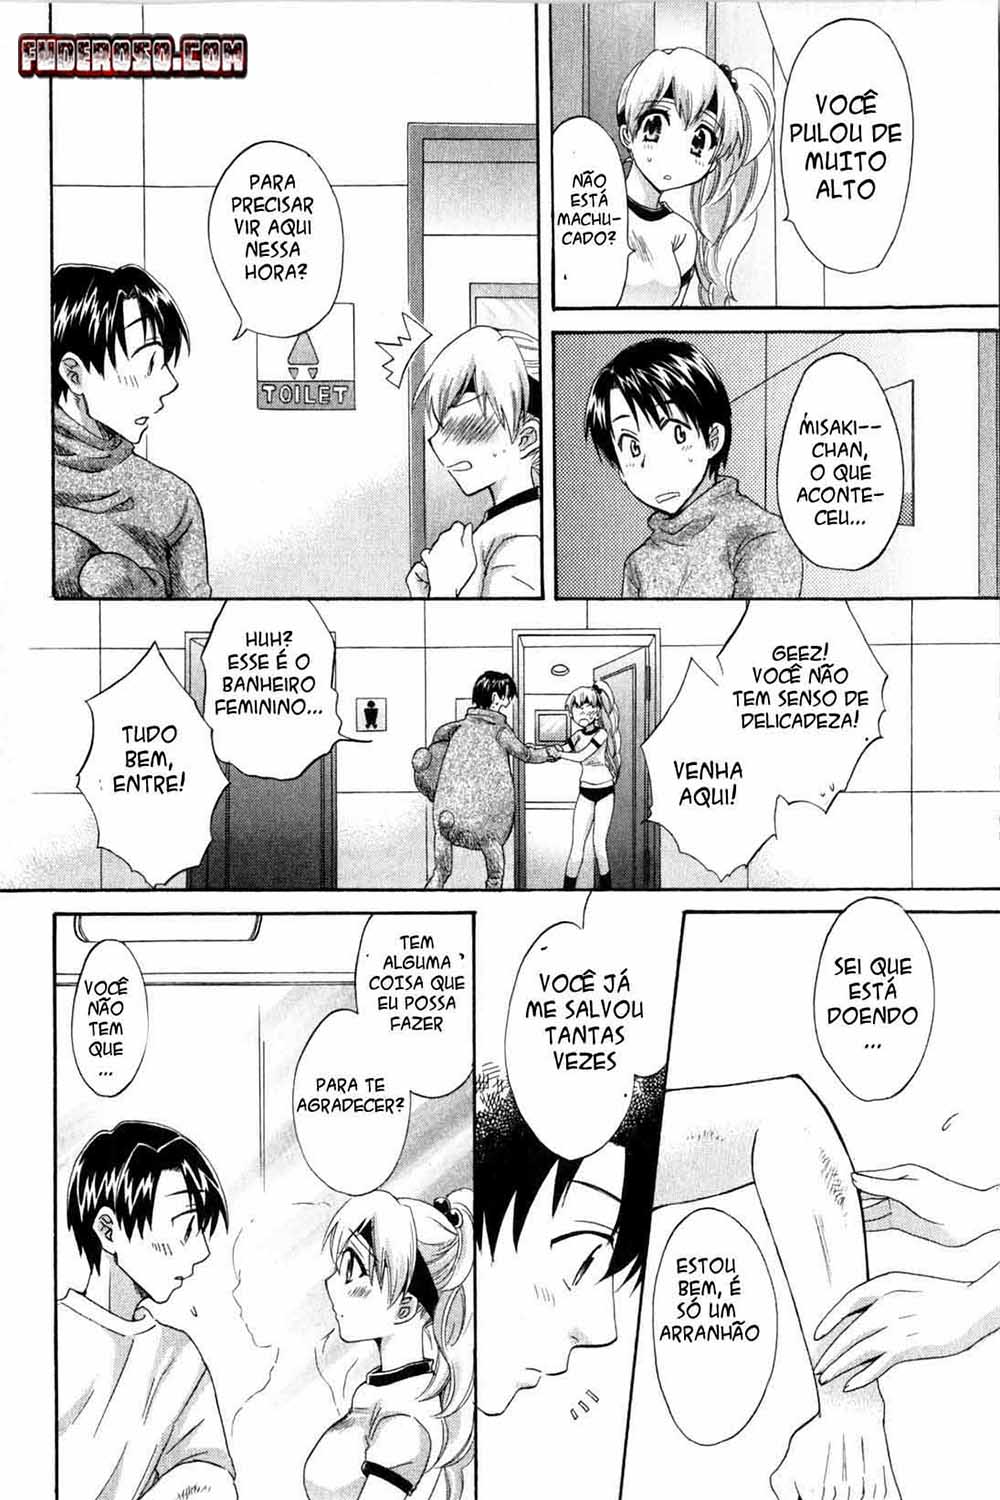 FUDEROSO.COM
VOCÊ
PULOU DE
MUITO
ALTO
NÃO
ESTÁ
MACHU-
CADO?
MISAKI--
CHAN,
O QUE
ACONTE-
CEU...
PARA
PRECISAR
VIR AQUI
NESSA
HORA?
TOILET
GEEZ!
VOCÊ NÃO
TEM SENSO DE
DELICADEZA!
VENHA
AQUI!
HUH?
ESSE É O
BANHEIRO
FEMININO...
TUDO
BEM,
ENTRE!
SEI QUE
ESTÁ
DOENDO
...
ESTOU
BEM, É
SÓ UM
ARRANHÃO
VOCÊ JÁ
ME SALVOU
TANTAS
VEZES
TEM
ALGUMA
COISA QUE
EU POSSA
FAZER
PARA TE
AGRADECER?
VOCÊ
NÃO
TEM
QUE
...